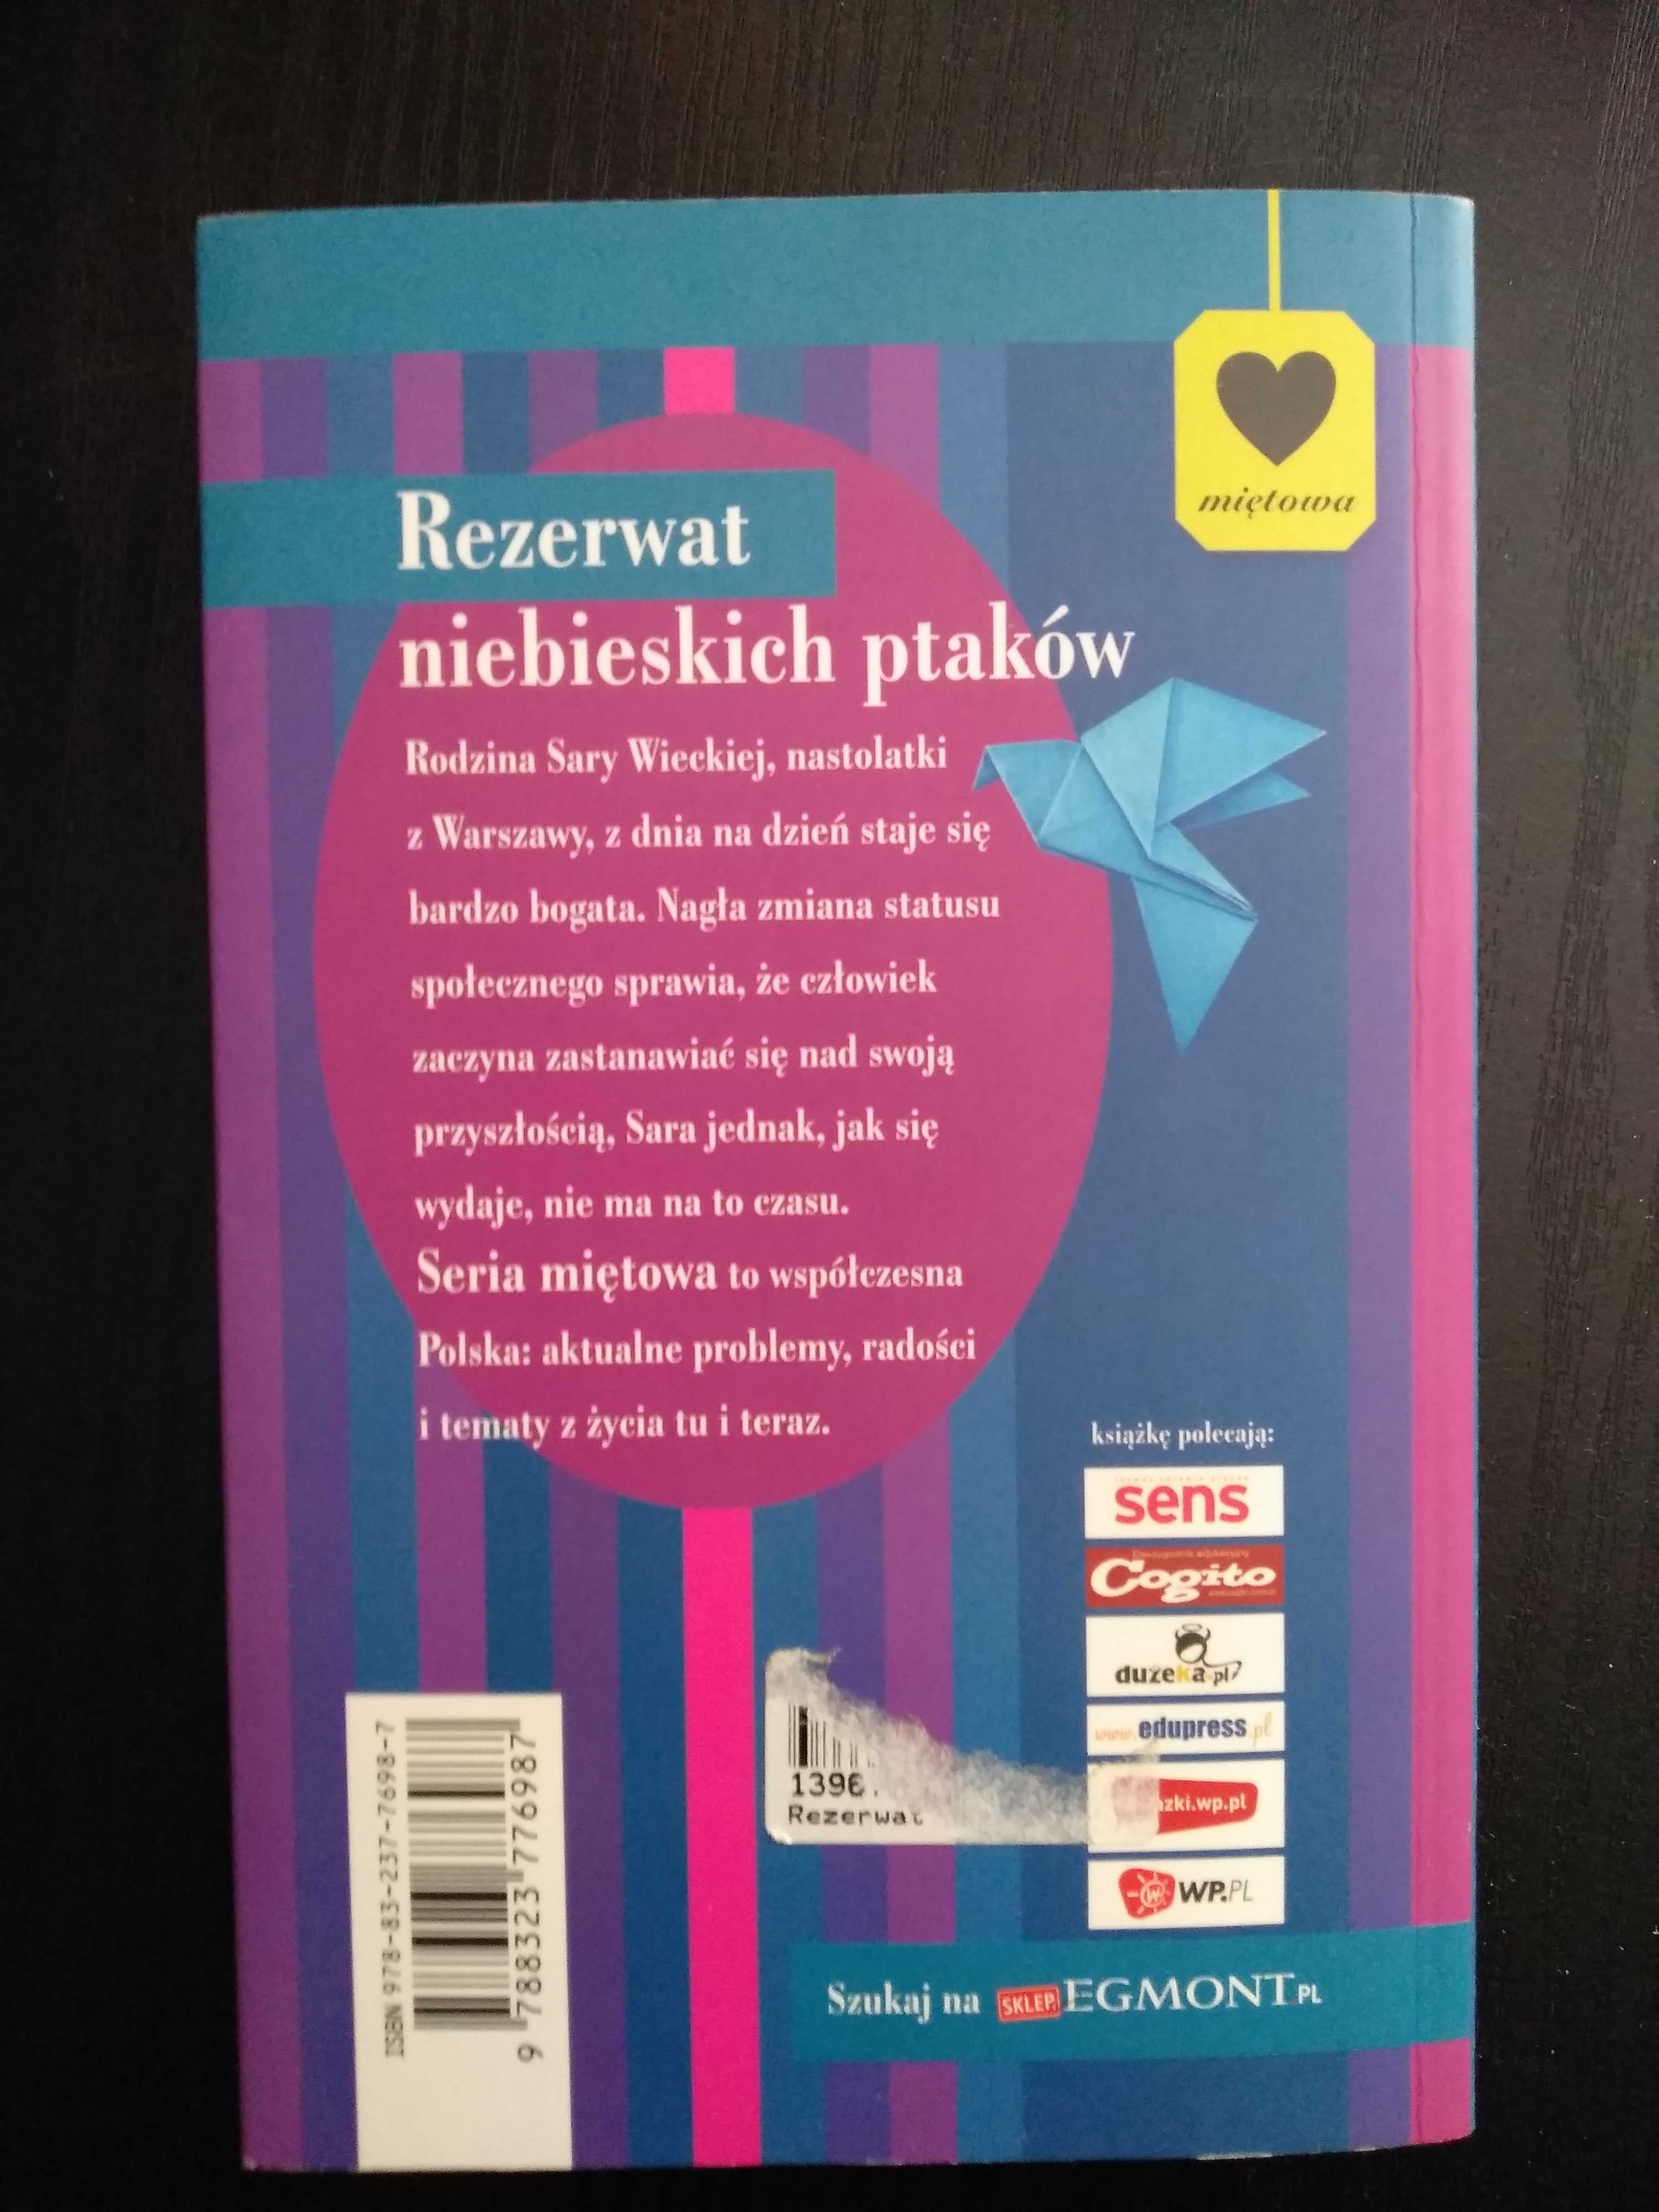 miętowa
Rezerwat
niebieskich ptaków
Rodzina Sary Wieckiej, nastolatki
z Warszawy, z dnia na dzień staje się
bardzo bogata. Nagła zmiana statusu
społecznego sprawia, że człowiek
zaczyna zastanawiać się nad swoją
przyszłością, Sara jednak, jak się
wydaje, nie ma na to czasu.
Seria miętowa to współczesna
Polska: aktualne problemy, radości
i tematy z życia tu i teraz.
książkę polecają:
sens
Cogito
dużeka.pl
www.edupress.pl
WP.PL
ISBN 978-83-237-7698-7
9 788323 776987
Rezerwat
Szukaj na SKLEP.EGMONT.PL